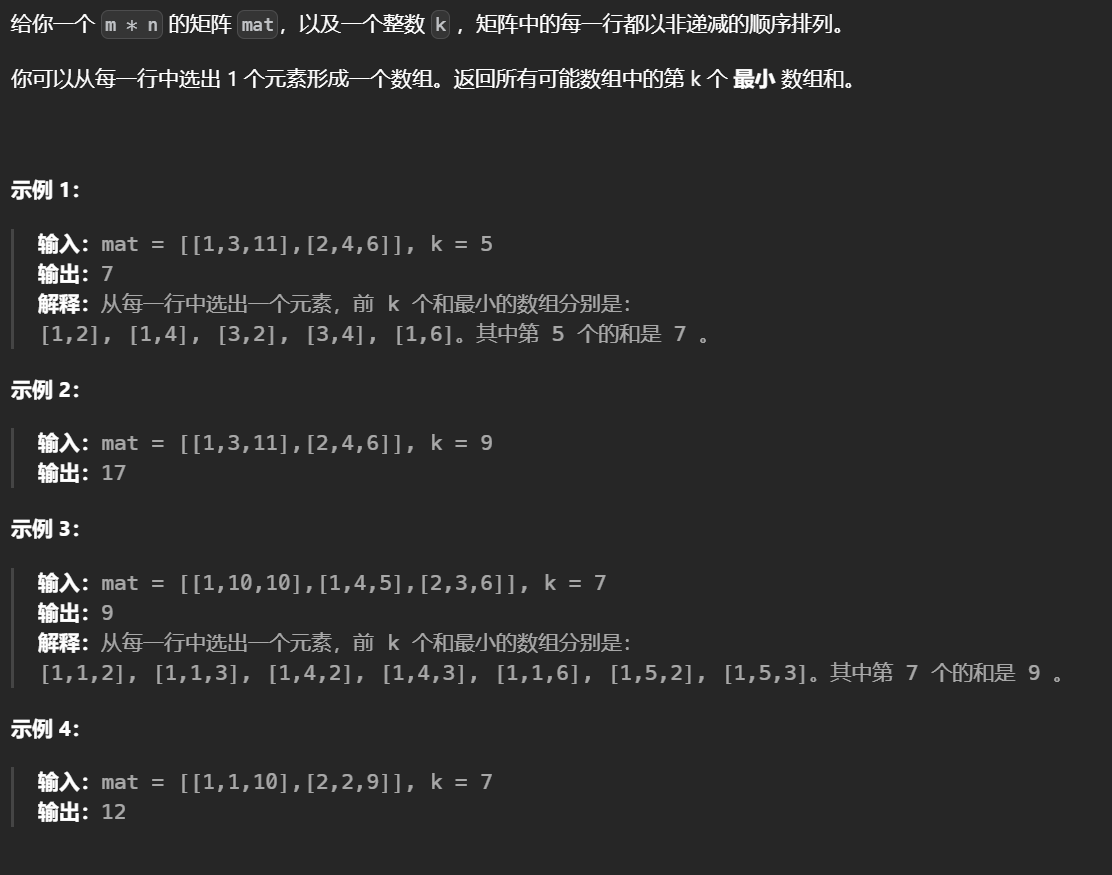 给你一个 m * n 的矩阵 mat，以及一个整数 k ，矩阵中的每一行都以非递减的顺序排列。
你可以从每一行中选出 1 个元素形成一个数组。返回所有可能数组中的第 k 个 最小 数组和。
示例 1：
输入：mat = [[1,3,11],[2,4,6]], k = 5
输出：7
解释：从每一行中选出一个元素，前 k 个和最小的数组分别是：
[1,2], [1,4], [3,2], [3,4], [1,6]。其中第 5 个的和是 7 。
示例 2：
输入：mat = [[1,3,11],[2,4,6]], k = 9
输出：17
示例 3：
输入：mat = [[1,10,10],[1,4,5],[2,3,6]], k = 7
输出：9
解释：从每一行中选出一个元素，前 k 个和最小的数组分别是：
[1,1,2], [1,1,3], [1,4,2], [1,4,3], [1,1,6], [1,5,2], [1,5,3]。其中第 7 个的和是 9 。
示例 4：
输入：mat = [[1,1,10],[2,2,9]], k = 7
输出：12